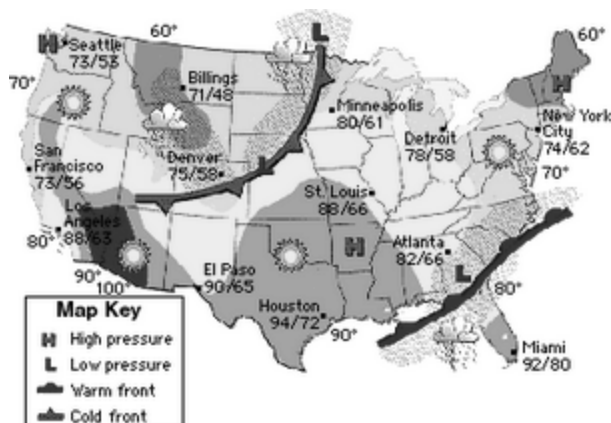 L
60°
60°
H Seattle
73/53
70°
Billings
71/48
H
Minneapolis
80/61
New York
City
74/62
Detroit
78/58
San
Francisco
73/56
Denver
75/58
L
70°
St. Louis
88/66
Los
Angeles
88/63
80°
H
Atlanta
82/66
L
90°
100°
El Paso
90/65
80°
Houston
94/72
90°
Miami
92/80
Map Key
H High pressure
L Low pressure
Warm front
Cold front